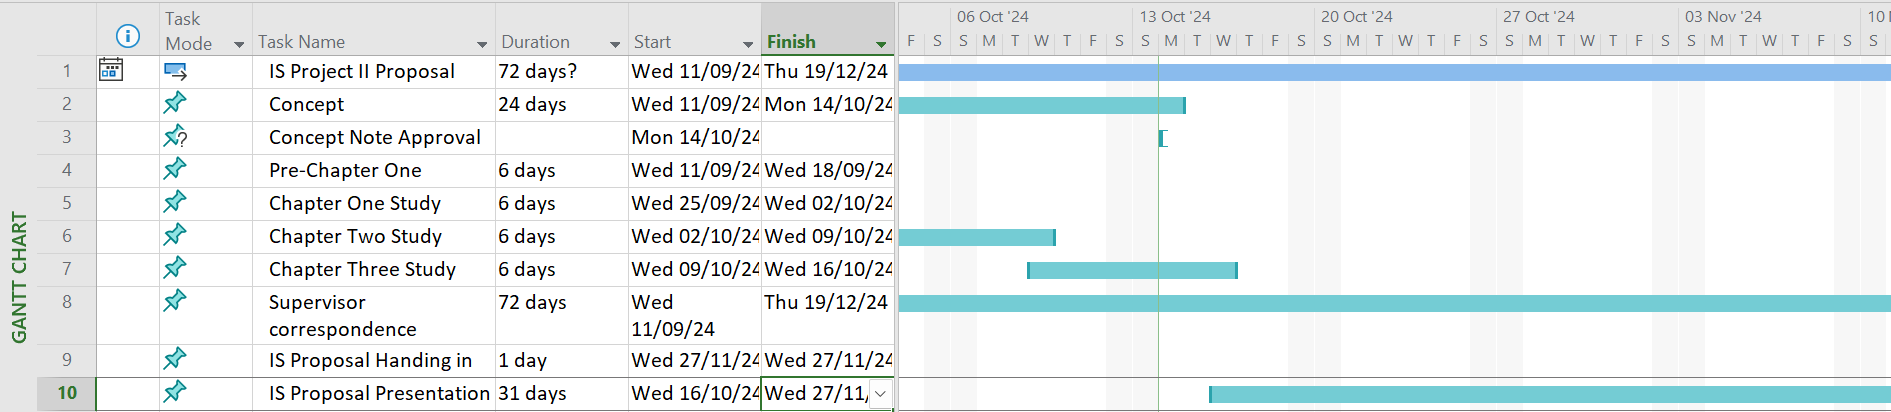 GANTT CHART
Task Mode Task Name Duration Start Finish
06 Oct '24 13 Oct '24 20 Oct '24 27 Oct '24 03 Nov '24 10
F S S M T W T F S S M T W T F S S M T W T F S S M T W T F S S M T W T F S S
1 IS Project II Proposal 72 days? Wed 11/09/24 Thu 19/12/24
2 Concept 24 days Wed 11/09/24 Mon 14/10/24
3 Concept Note Approval Mon 14/10/24
4 Pre-Chapter One 6 days Wed 11/09/24 Wed 18/09/24
5 Chapter One Study 6 days Wed 25/09/24 Wed 02/10/24
6 Chapter Two Study 6 days Wed 02/10/24 Wed 09/10/24
7 Chapter Three Study 6 days Wed 09/10/24 Wed 16/10/24
8 Supervisor correspondence 72 days Wed 11/09/24 Thu 19/12/24
9 IS Proposal Handing in 1 day Wed 27/11/24 Wed 27/11/24
10 IS Proposal Presentation 31 days Wed 16/10/24 Wed 27/11/